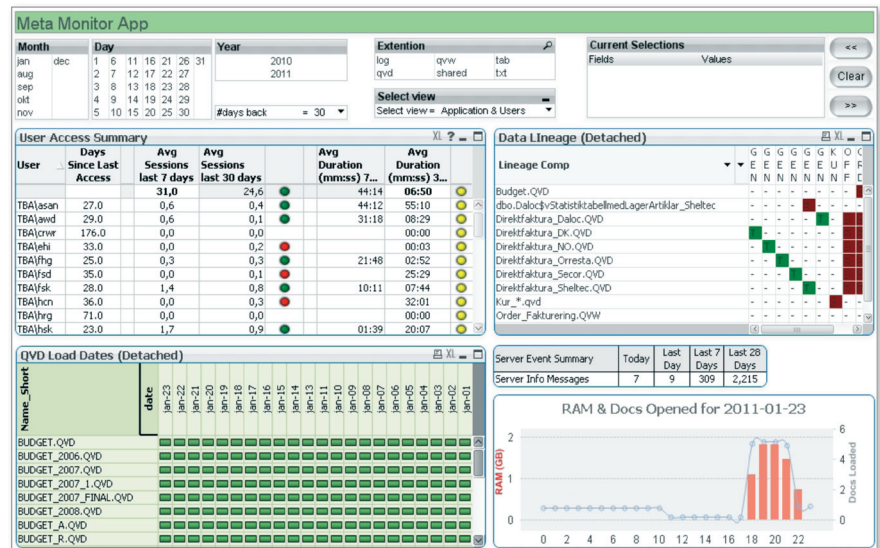 Meta Monitor App
Month
jan dec
aug
sep
okt
nov
Day
1 6 11 16 21 26 31
2 7 12 17 22 27
3 8 13 18 23 28
4 9 14 19 24 29
5 10 15 20 25 30
Year
2010
2011
#days back = 30
Extention
log qvw tab
qvd shared txt
Select view
Select view = Application & Users
Current Selections
Fields Values
<<
Clear
>>
User Access Summary XL ?
User Days Since Last Access Avg Sessions last 7 days Avg Sessions last 30 days Avg Duration (mm:ss) 7... Avg Duration (mm:ss) 3...
31,0 24,6 44:14 06:50
TBA\asan 27.0 0,6 0,4 44:12 55:10
TBA\awd 29.0 0,6 0,1 31:18 08:29
TBA\crwr 176.0 0,0 0,0 00:00
TBA\ehi 33.0 0,0 0,2 00:03
TBA\fhg 25.0 0,3 0,3 21:48 02:52
TBA\fsd 35.0 0,0 0,1 25:29
TBA\fsk 28.0 1,4 0,8 10:11 07:44
TBA\hcn 36.0 0,0 0,3 32:01
TBA\hrg 71.0 0,0 0,0 00:00
TBA\hsk 23.0 1,7 0,9 01:39 20:07
Data LIneage (Detached) XL
Lineage Comp
G G G G G G K O
E E E E E E U F
N N N N N N N F
Budget.QVD
dbo.Daloc$vStatistiktabellmedLagerArtiklar_Sheltec
Direktfaktura_Daloc.QVD
Direktfaktura_DK.QVD
Direktfaktura_NO.QVD
Direktfaktura_Orresta.QVD
Direktfaktura_Secor.QVD
Direktfaktura_Sheltec.QVD
Kur_*.qvd
Order_Fakturering.QVW
QVD Load Dates (Detached) XL
Name_Short
date
jan-23 jan-22 jan-21 jan-20 jan-19 jan-18 jan-17 jan-16 jan-15 jan-14 jan-13 jan-12 jan-11 jan-10 jan-09 jan-08 jan-07 jan-06 jan-05 jan-04 jan-03 jan-02 jan-01
BUDGET.QVD
BUDGET_2006.QVD
BUDGET_2007.QVD
BUDGET_2007_1.QVD
BUDGET_2007_FINAL.QVD
BUDGET_2008.QVD
BUDGET_A.QVD
BUDGET_R.QVD
Server Event Summary Today Last Day Last 7 Days Last 28 Days
Server Info Messages 7 9 309 2,215
RAM & Docs Opened for 2011-01-23
RAM (GB)
2
1
0
6
4
2
0
Docs Loaded
0 2 4 6 8 10 12 14 16 18 20 22